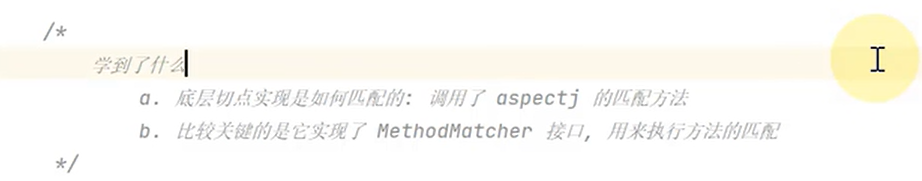 /*
学到了什么
a. 底层切点实现是如何匹配的: 调用了 aspectj 的匹配方法
b. 比较关键的是它实现了 MethodMatcher 接口, 用来执行方法的匹配
*/